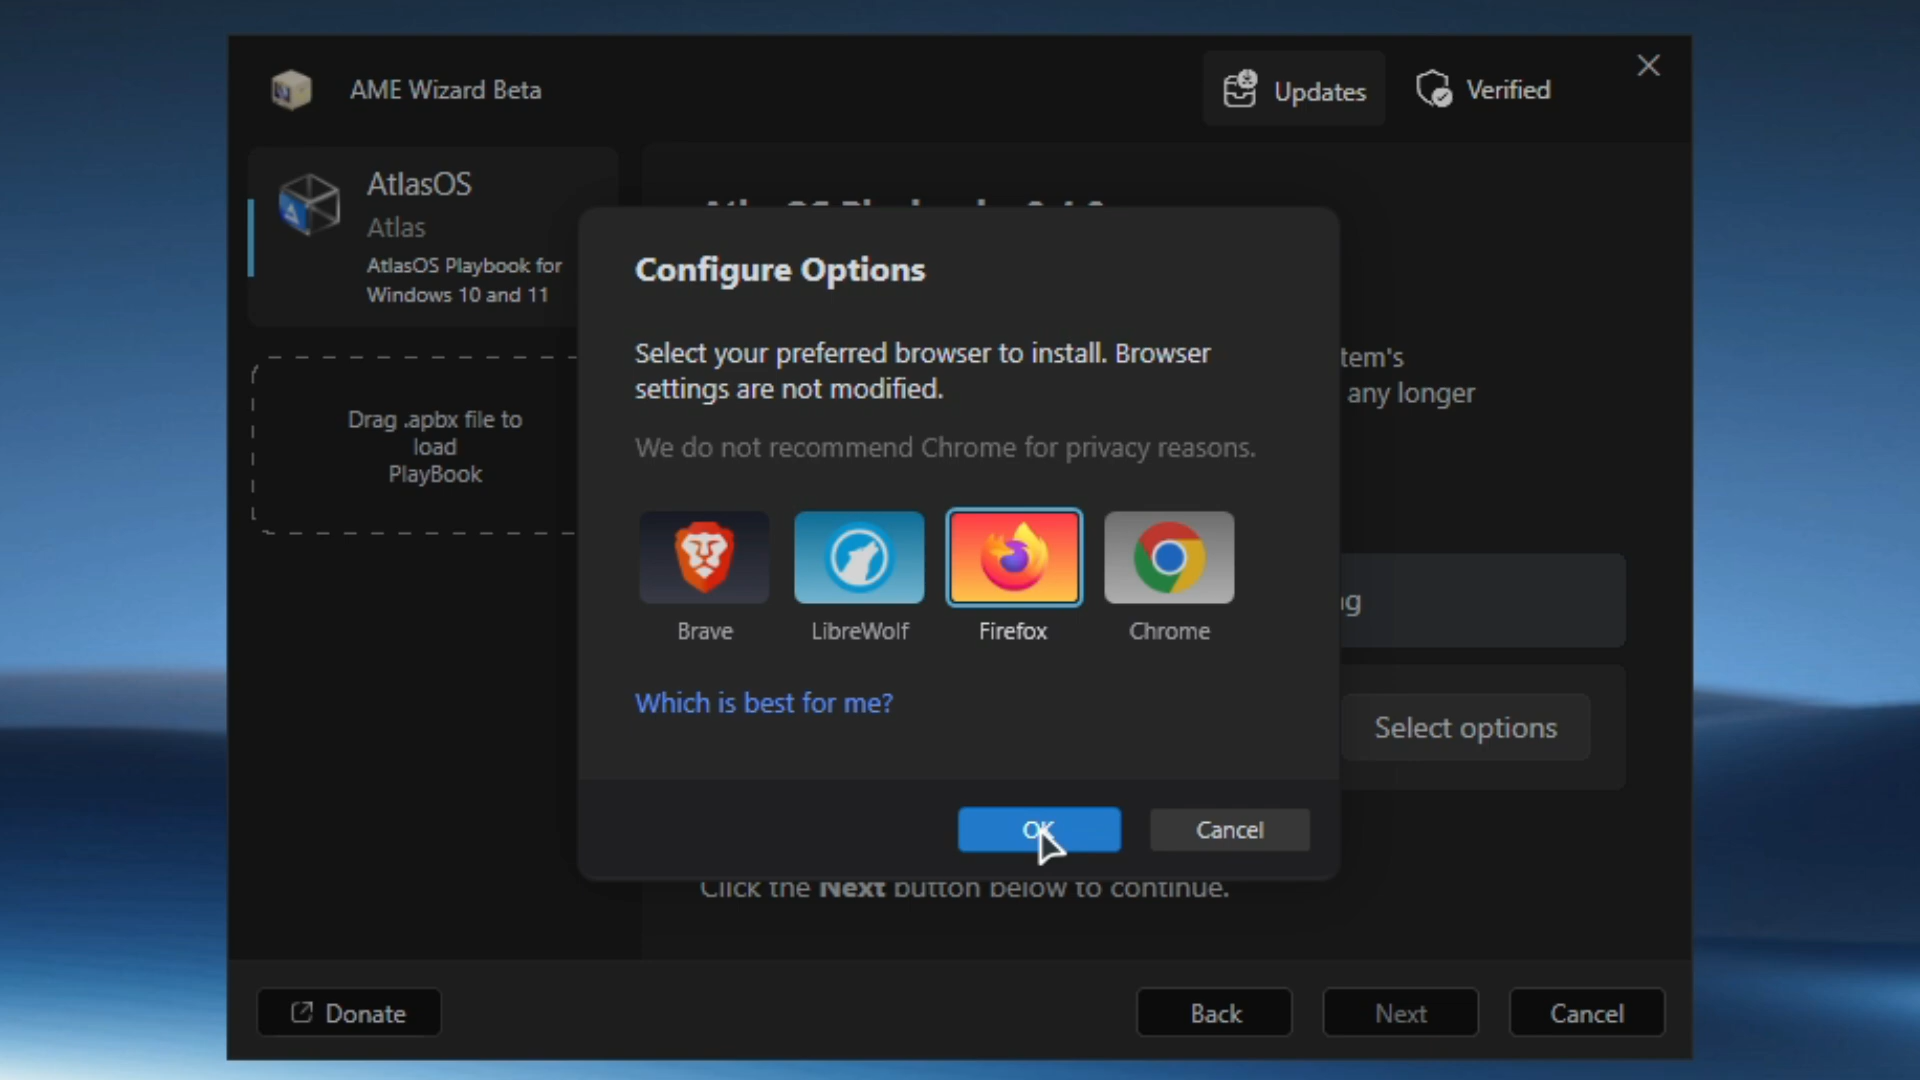 AME Wizard Beta
Updates
Verified
AtlasOS
Atlas
AtlasOS Playbook for
Windows 10 and 11
Drag .apbx file to
load
PlayBook
tem's
any longer
Configure Options
Select your preferred browser to install. Browser
settings are not modified.
We do not recommend Chrome for privacy reasons.
Brave
LibreWolf
Firefox
Chrome
Which is best for me?
Select options
OK
Cancel
Click the Next button below to continue.
Donate
Back
Next
Cancel